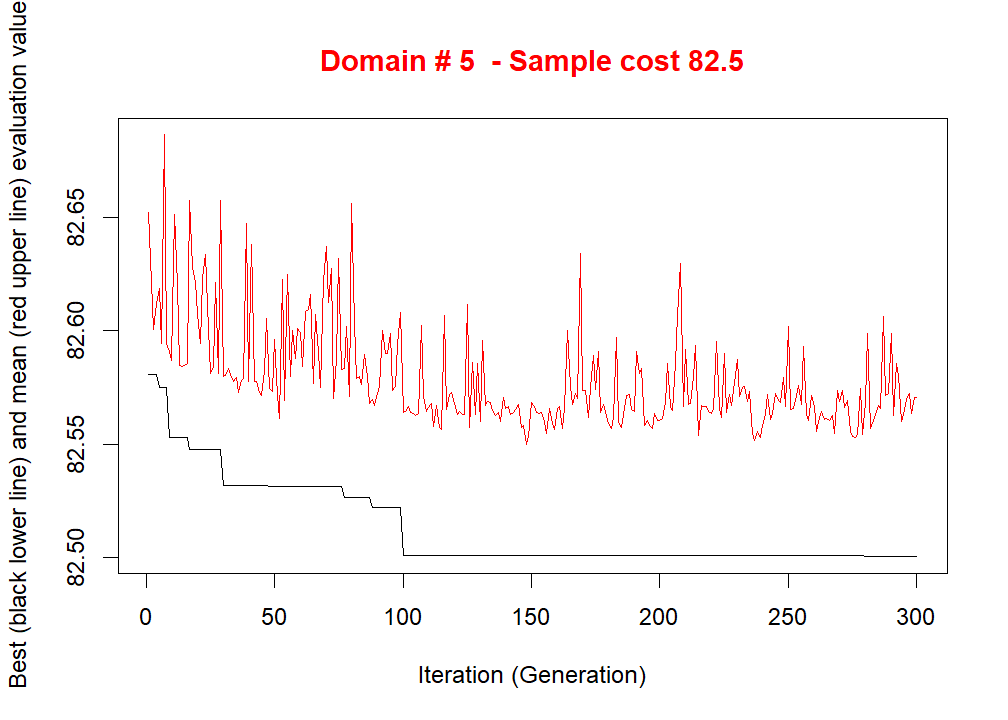 Domain # 5  - Sample cost 82.5
Best (black lower line) and mean (red upper line) evaluation value
82.65
82.60
82.55
82.50
0 50 100 150 200 250 300
Iteration (Generation)